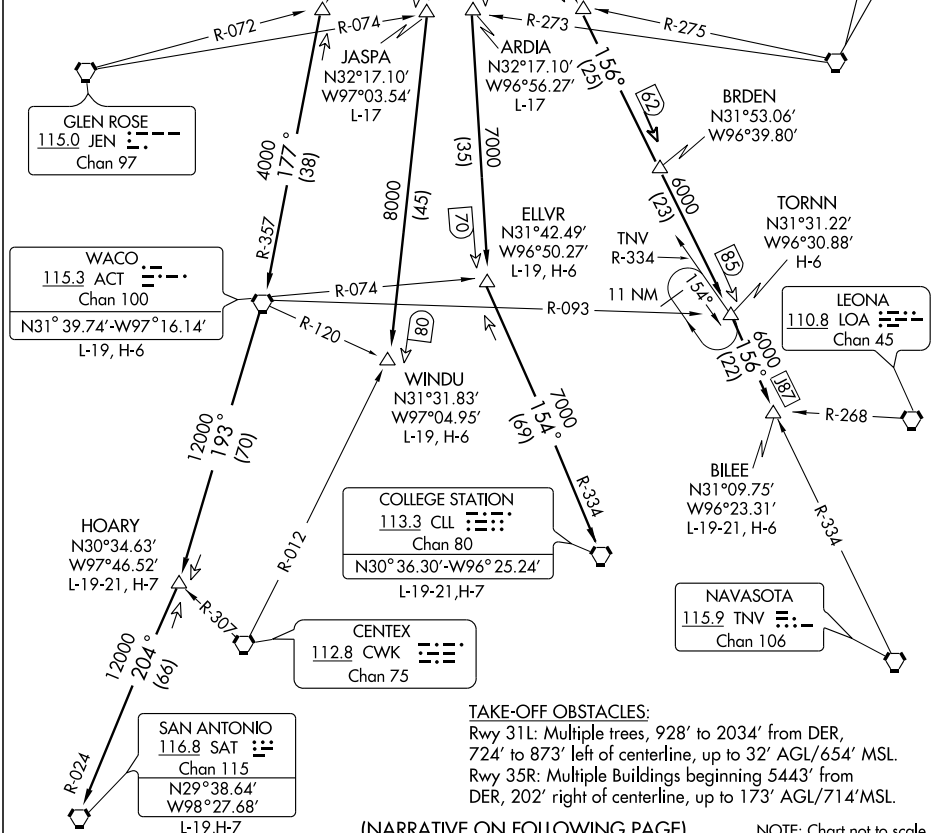 R-072
R-074
R-273
R-275
JASPA
N32°17.10'
W97°03.54'
L-17
ARDIA
N32°17.10'
W96°56.27'
L-17
156°
(25)
62
BRDEN
N31°53.06'
W96°39.80'
GLEN ROSE
115.0 JEN
Chan 97
4000
177°
(38)
R-357
8000
(45)
7000
(35)
70
ELLVR
N31°42.49'
W96°50.27'
L-19, H-6
6000
(23)
TNV
R-334
85
TORNN
N31°31.22'
W96°30.88'
H-6
WACO
115.3 ACT
Chan 100
N31° 39.74'-W97°16.14'
L-19, H-6
R-074
R-093
R-120
11 NM
154°
LEONA
110.8 LOA
Chan 45
80
WINDU
N31°31.83'
W97°04.95'
L-19, H-6
6000
156°
(22)
J87
R-268
12000
193°
(70)
7000
154°
(69)
R-334
BILEE
N31°09.75'
W96°23.31'
L-19-21, H-6
R-334
COLLEGE STATION
113.3 CLL
Chan 80
N30°36.30'-W96°25.24'
L-19-21,H-7
HOARY
N30°34.63'
W97°46.52'
L-19-21, H-7
R-012
R-307
CENTEX
112.8 CWK
Chan 75
NAVASOTA
115.9 TNV
Chan 106
12000
204°
(66)
R-024
SAN ANTONIO
116.8 SAT
Chan 115
N29°38.64'
W98°27.68'
L-19,H-7
TAKE-OFF OBSTACLES:
Rwy 31L: Multiple trees, 928' to 2034' from DER,
724' to 873' left of centerline, up to 32' AGL/654' MSL.
Rwy 35R: Multiple Buildings beginning 5443' from
DER, 202' right of centerline, up to 173' AGL/714'MSL.
(NARRATIVE ON FOLLOWING PAGE)
NOTE: Chart not to scale